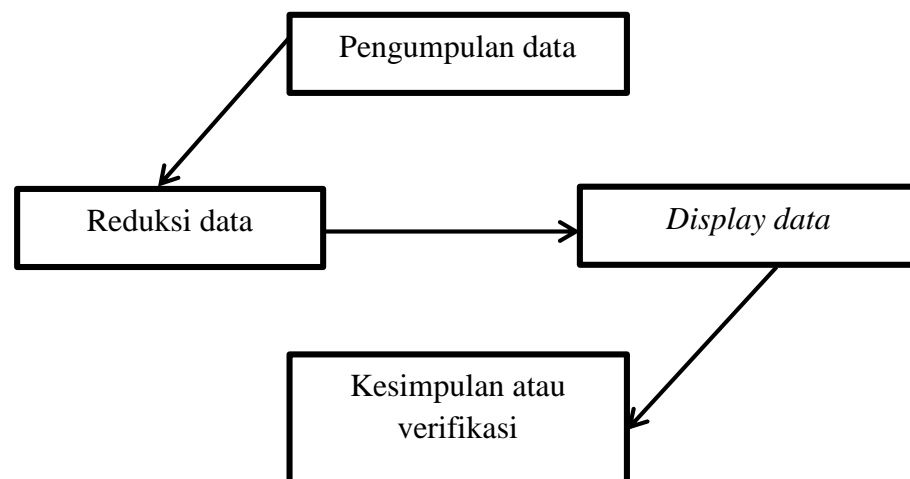 Pengumpulan data
Reduksi data
Display data
Kesimpulan atau
verifikasi